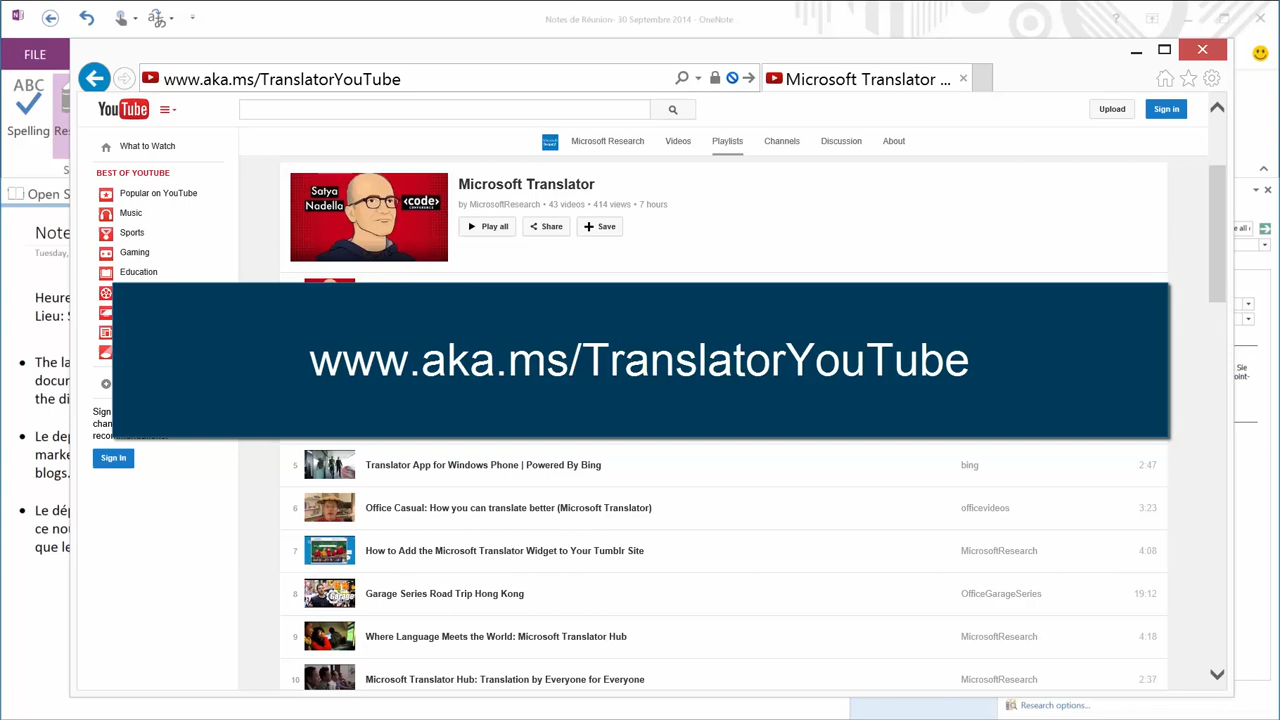 Notes de Réunion- 30 Septembre 2014 - OneNote
FILE
ABC
Spelling
Open S
Note
Tuesday,
Heure
Lieu: S
The la
docum
the di
Le dep
marke
blogs.
Le dép
ce nou
que le
www.aka.ms/TranslatorYouTube
Microsoft Translator ...
YouTube
Upload
Sign in
What to Watch
BEST OF YOUTUBE
Popular on YouTube
Music
Sports
Gaming
Education
Sign
chan
Sign In
Microsoft Research
Videos
Playlists
Channels
Discussion
About
Satya
Nadella
<code>
CONFERENCE
Microsoft Translator
by MicrosoftResearch • 43 videos • 414 views • 7 hours
Play all
Share
Save
www.aka.ms/TranslatorYouTube
5 Translator App for Windows Phone | Powered By Bing bing 2:47
6 Office Casual: How you can translate better (Microsoft Translator) officevideos 3:23
7 How to Add the Microsoft Translator Widget to Your Tumblr Site MicrosoftResearch 4:08
8 Garage Series Road Trip Hong Kong OfficeGarageSeries 19:12
9 Where Language Meets the World: Microsoft Translator Hub MicrosoftResearch 4:18
10 Microsoft Translator Hub: Translation by Everyone for Everyone MicrosoftResearch 2:37
Sie
point-
Research options...